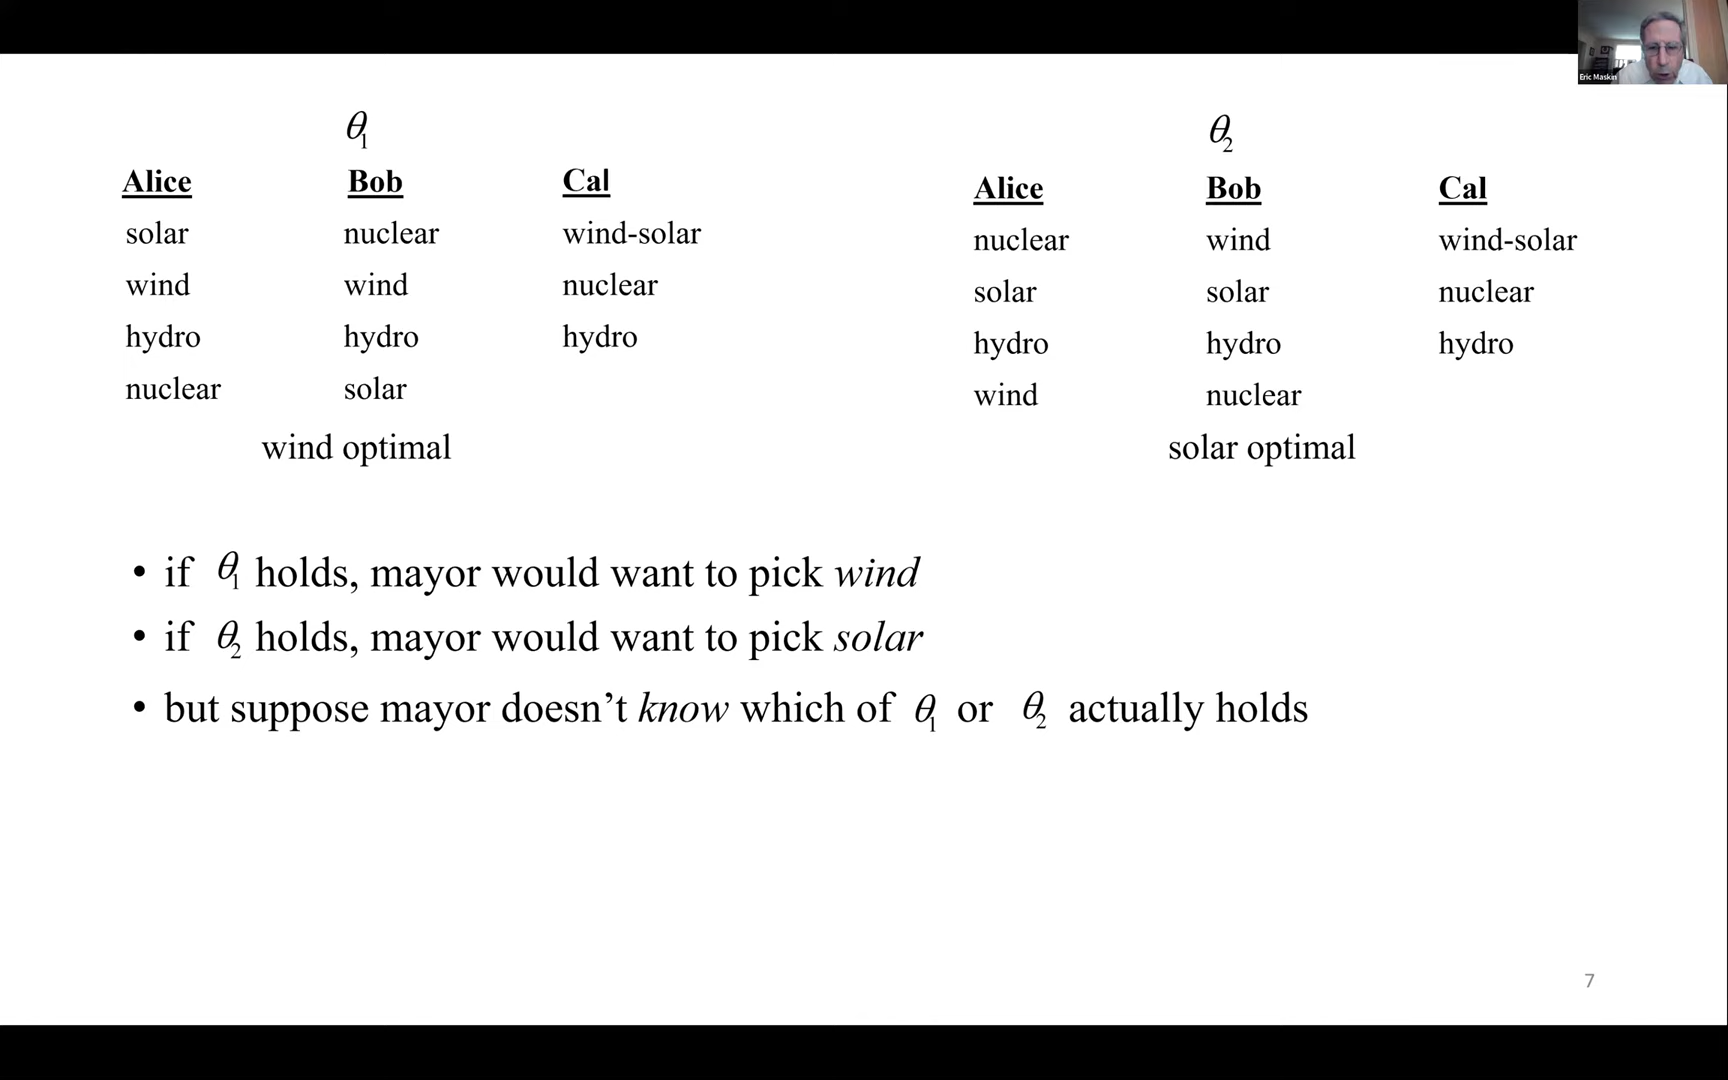 Eric Maskin
θ1
Alice Bob Cal
solar nuclear wind-solar
wind wind nuclear
hydro hydro hydro
nuclear solar
wind optimal
θ2
Alice Bob Cal
nuclear wind wind-solar
solar solar nuclear
hydro hydro hydro
wind nuclear
solar optimal
• if θ1 holds, mayor would want to pick wind
• if θ2 holds, mayor would want to pick solar
• but suppose mayor doesn’t know which of θ1 or θ2 actually holds
7